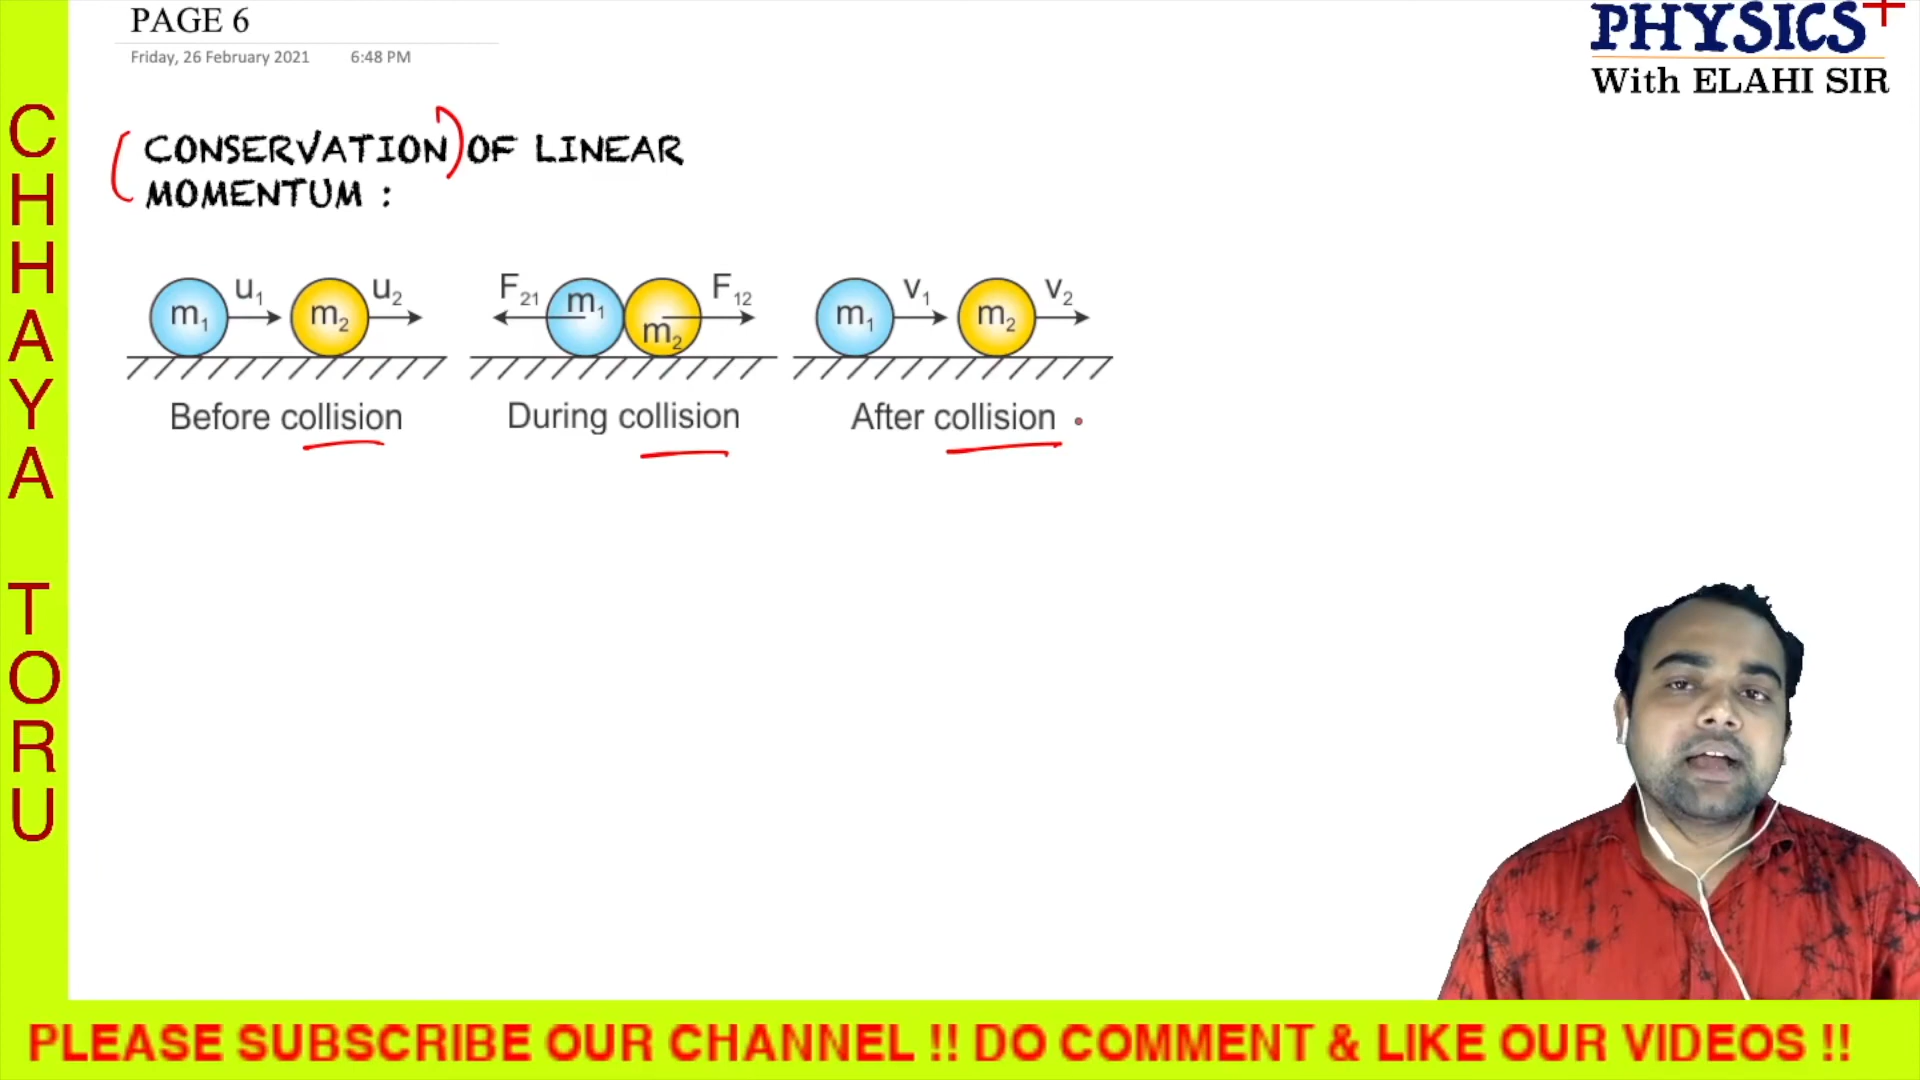 PAGE 6
Friday, 26 February 2021 6:48 PM
PHYSICS+
With ELAHI SIR
CHHAYA TORU
CONSERVATION OF LINEAR
MOMENTUM :
m₁ u₁ m₂ u₂
F₂₁ m₁ m₂ F₁₂
m₁ v₁ m₂ v₂
Before collision
During collision
After collision
PLEASE SUBSCRIBE OUR CHANNEL !! DO COMMENT & LIKE OUR VIDEOS !!